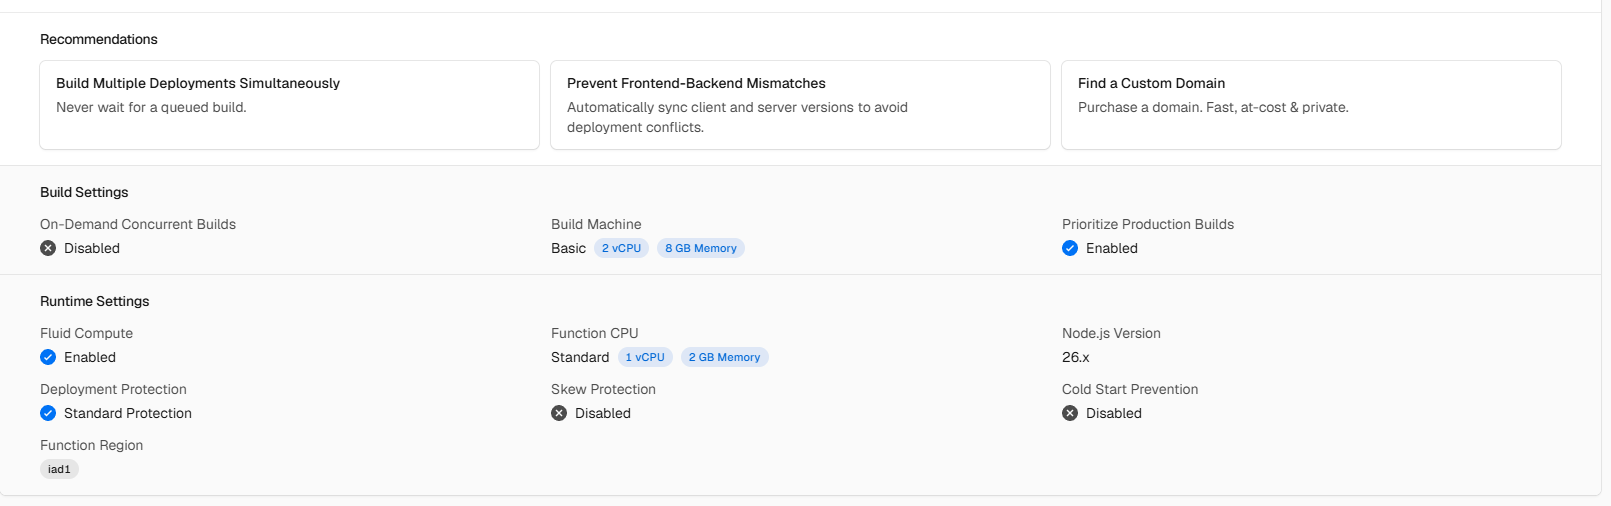 Recommendations
Build Multiple Deployments Simultaneously
Never wait for a queued build.
Prevent Frontend-Backend Mismatches
Automatically sync client and server versions to avoid
deployment conflicts.
Find a Custom Domain
Purchase a domain. Fast, at-cost & private.
Build Settings
On-Demand Concurrent Builds
Disabled
Build Machine
Basic 2 vCPU 8 GB Memory
Prioritize Production Builds
Enabled
Runtime Settings
Fluid Compute
Enabled
Function CPU
Standard 1 vCPU 2 GB Memory
Node.js Version
26.x
Deployment Protection
Standard Protection
Skew Protection
Disabled
Cold Start Prevention
Disabled
Function Region
iad1